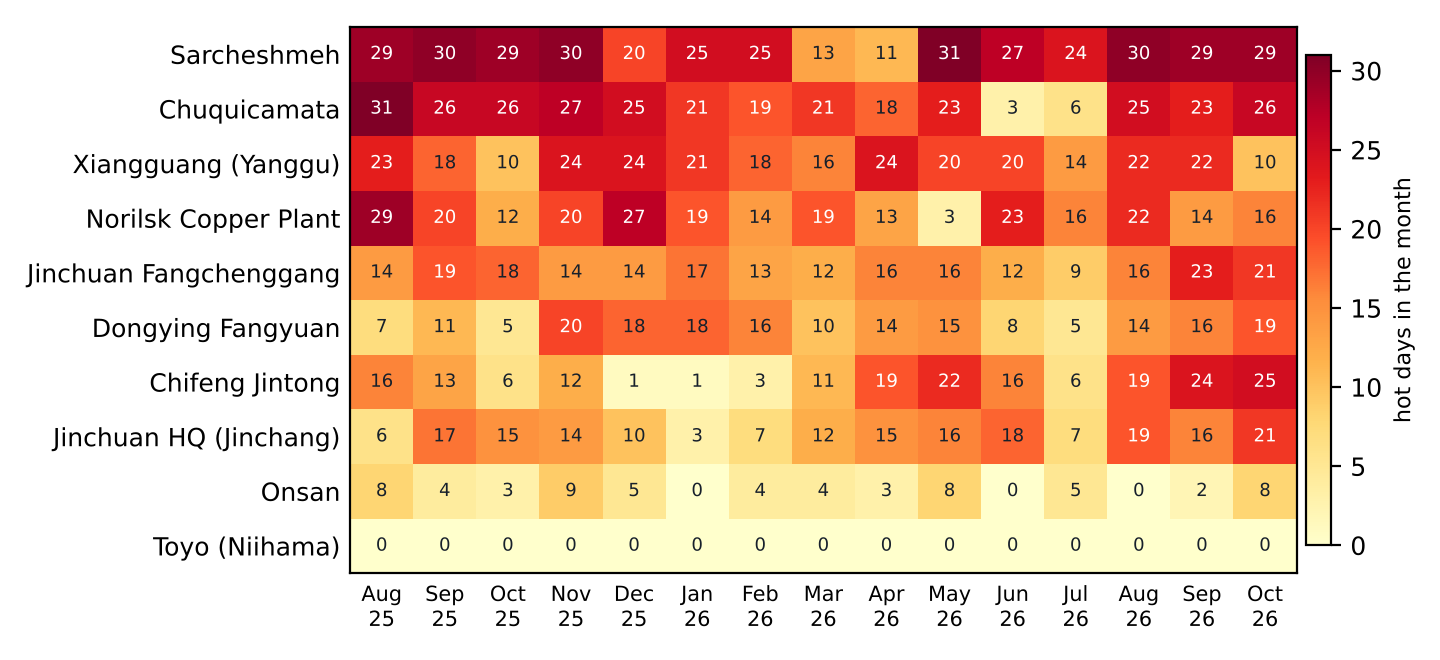 Sarcheshmeh 29 30 29 30 20 25 25 13 11 31 27 24 30 29 29
Chuquicamata 31 26 26 27 25 21 19 21 18 23 3 6 25 23 26
Xiangguang (Yanggu) 23 18 10 24 24 21 18 16 24 20 20 14 22 22 10
Norilsk Copper Plant 29 20 12 20 27 19 14 19 13 3 23 16 22 14 16
Jinchuan Fangchenggang 14 19 18 14 14 17 13 12 16 16 12 9 16 23 21
Dongying Fangyuan 7 11 5 20 18 18 16 10 14 15 8 5 14 16 19
Chifeng Jintong 16 13 6 12 1 1 3 11 19 22 16 6 19 24 25
Jinchuan HQ (Jinchang) 6 17 15 14 10 3 7 12 15 16 18 7 19 16 21
Onsan 8 4 3 9 5 0 4 4 3 8 0 5 0 2 8
Toyo (Niihama) 0 0 0 0 0 0 0 0 0 0 0 0 0 0 0
Aug Sep Oct Nov Dec Jan Feb Mar Apr May Jun Jul Aug Sep Oct
25 25 25 25 25 26 26 26 26 26 26 26 26 26 26
30
25
20
15
10
5
0
hot days in the month